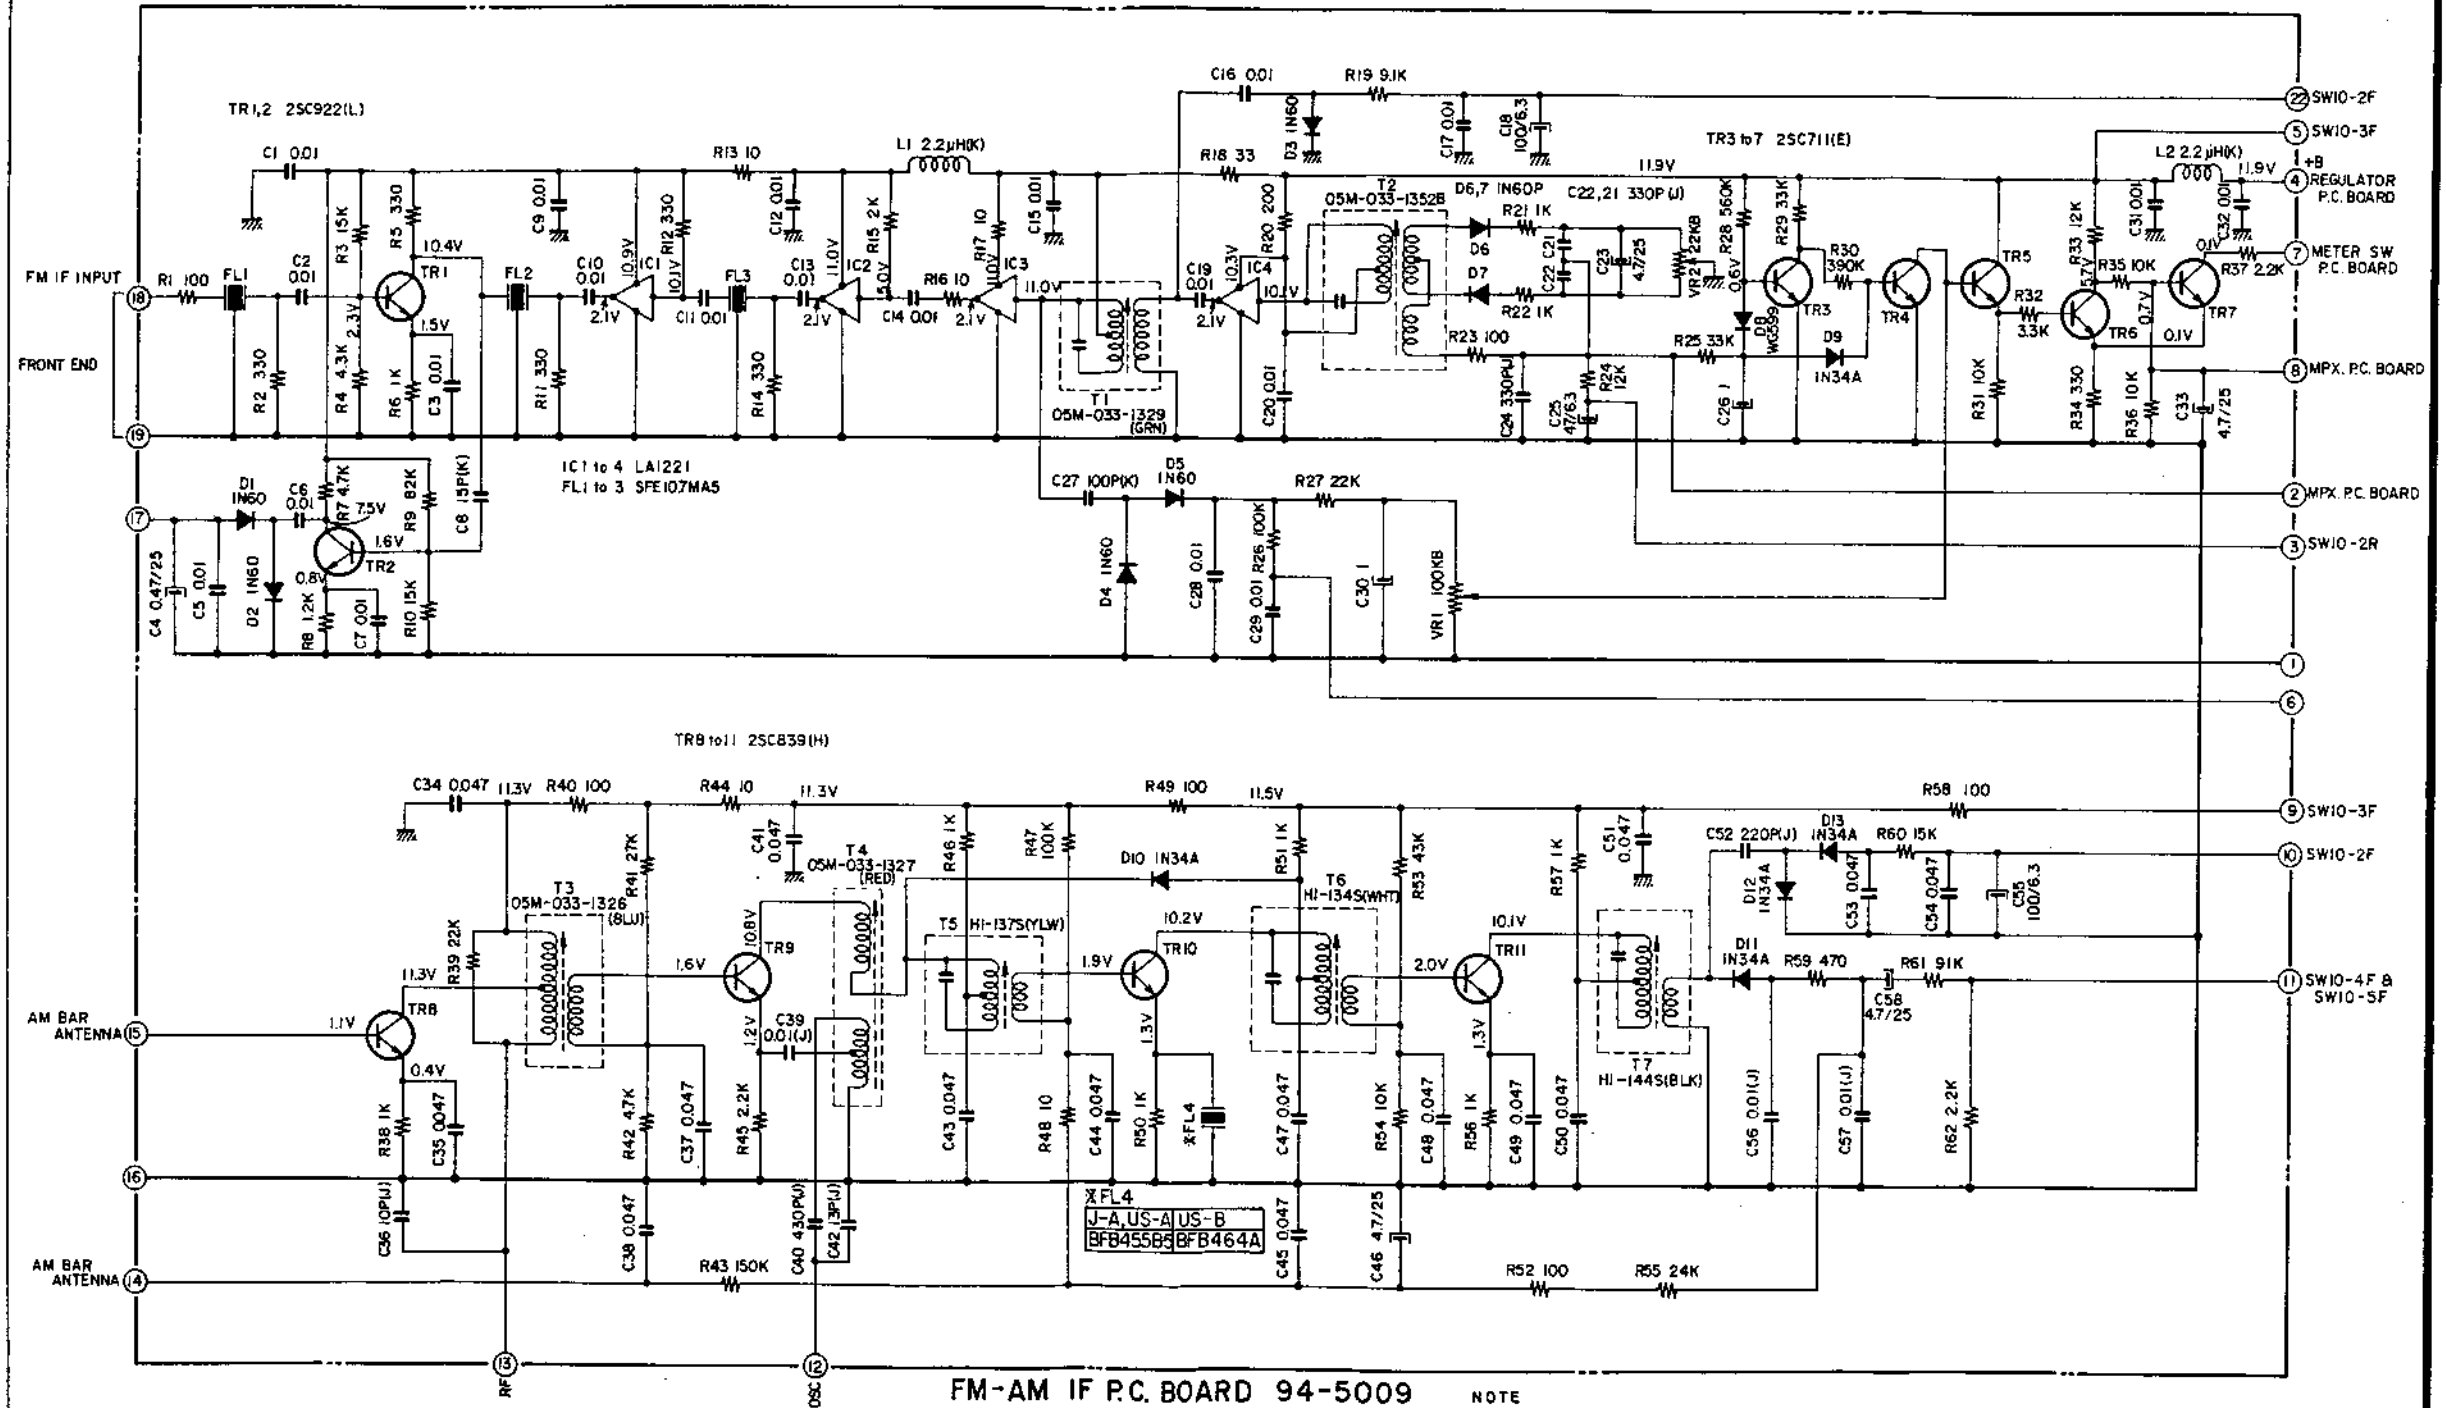 TR1,2 2SC922(L)
C1 0.01
R13 10
L1 2.2μH(K)
C16 0.01
R19 9.1K
D3 1N60
C17 0.01
C18 100/6.3
22 SW10-2F
5 SW10-3F
TR3 to 7 2SC711(E)
L2 2.2μH(K)
11.9V
+B
4 REGULATOR P.C. BOARD
R18 33
11.9V
T2
05M-033-1352B
D6,7 1N60P
C22,21 330P(J)
R3 15K
R5 330
C9 0.01
R12 330
C12 0.01
R15 2K
R17 10
C15 0.01
R20 200
R21 1K
D6
C21
C22
C23 4.7/25
VR2 22KB
R28 560K
R29 33K
R33 12K
C31 0.01
C32 0.01
10.4V
10.9V
10.1V
11.0V
5.0V
11.0V
11.0V
10.3V
10.1V
0.6V
5.7V
0.1V
FM IF INPUT
18
R1 100
FL1
C2 0.01
TR1
FL2
C10 0.01
IC1
FL3
C13 0.01
IC2
R16 10
IC3
C19 0.01
IC4
D7
R22 1K
TR3
R30 390K
TR4
TR5
R32 3.3K
R35 10K
TR6
TR7
R37 2.2K
7 METER SW P.C. BOARD
2.3V
1.5V
2.1V
C11 0.01
2.1V
C14 0.01
2.1V
2.1V
0.7V
0.1V
FRONT END
R2 330
R4 4.3K
R6 1K
C3 0.01
R11 330
R14 330
T1
05M-033-1329
(GRN)
C20 0.01
R23 100
C24 330P(J)
C25 47/6.3
R24 12K
R25 33K
D8 WG599
D9
1N34A
C26 1
R31 10K
R34 330
R36 10K
C33 4.7/25
8 MPX. P.C. BOARD
19
IC1 to 4 LA1221
FL1 to 3 SFE10.7MA5
D1 1N60
C6 0.01
R7 4.7K
7.5V
R9 82K
C8 15P(K)
C27 100P(K)
D5 1N60
R27 22K
2 MPX. P.C. BOARD
17
1.6V
TR2
0.8V
3 SW10-2R
C4 0.47/25
C5 0.01
D2 1N60
R8 1.2K
C7 0.01
R10 15K
D4 1N60
C28 0.01
R26 100K
C29 0.01
C30 1
VR1 100KB
1
6
TR8 to 11 2SC839(H)
C34 0.047
11.3V
R40 100
R44 10
11.3V
R49 100
11.5V
R58 100
9 SW10-3F
R41 27K
C41 0.047
T4
05M-033-1327
(RED)
R46 1K
R47 100K
D10 1N34A
R51 1K
R53 43K
R57 1K
C51 0.047
C52 220P(J)
D13 1N34A
R60 15K
10 SW10-2F
T3
05M-033-1326
(BLU)
T5 HI-137S(YLW)
T6
HI-134S(WHT)
D12 1N34A
C53 0.047
C54 0.047
C55 100/6.3
R39 22K
11.3V
1.6V
10.8V
TR9
1.9V
10.2V
TR10
2.0V
10.1V
TR11
D11 1N34A
R59 470
C58 4.7/25
R61 91K
11 SW10-4F & SW10-5F
AM BAR ANTENNA 15
1.1V
TR8
0.4V
1.2V
C39 0.01(J)
1.3V
1.3V
T7
HI-144S(BLK)
R38 1K
C35 0.047
R42 4.7K
C37 0.047
R45 2.2K
C43 0.047
R48 10
C44 0.047
R50 1K
※FL4
C47 0.047
R54 10K
C48 0.047
R56 1K
C49 0.047
C50 0.047
C56 0.01(J)
C57 0.01(J)
R62 2.2K
16
C36 10P(J)
C38 0.047
C40 430P(J)
C42 13P(J)
※FL4
J-A, US-A US-B
BFB455B5 BFB464A
C45 0.047
C46 4.7/25
AM BAR ANTENNA 14
R43 150K
R52 100
R55 24K
13 RF
12 OSC
FM-AM IF P.C. BOARD 94-5009
NOTE